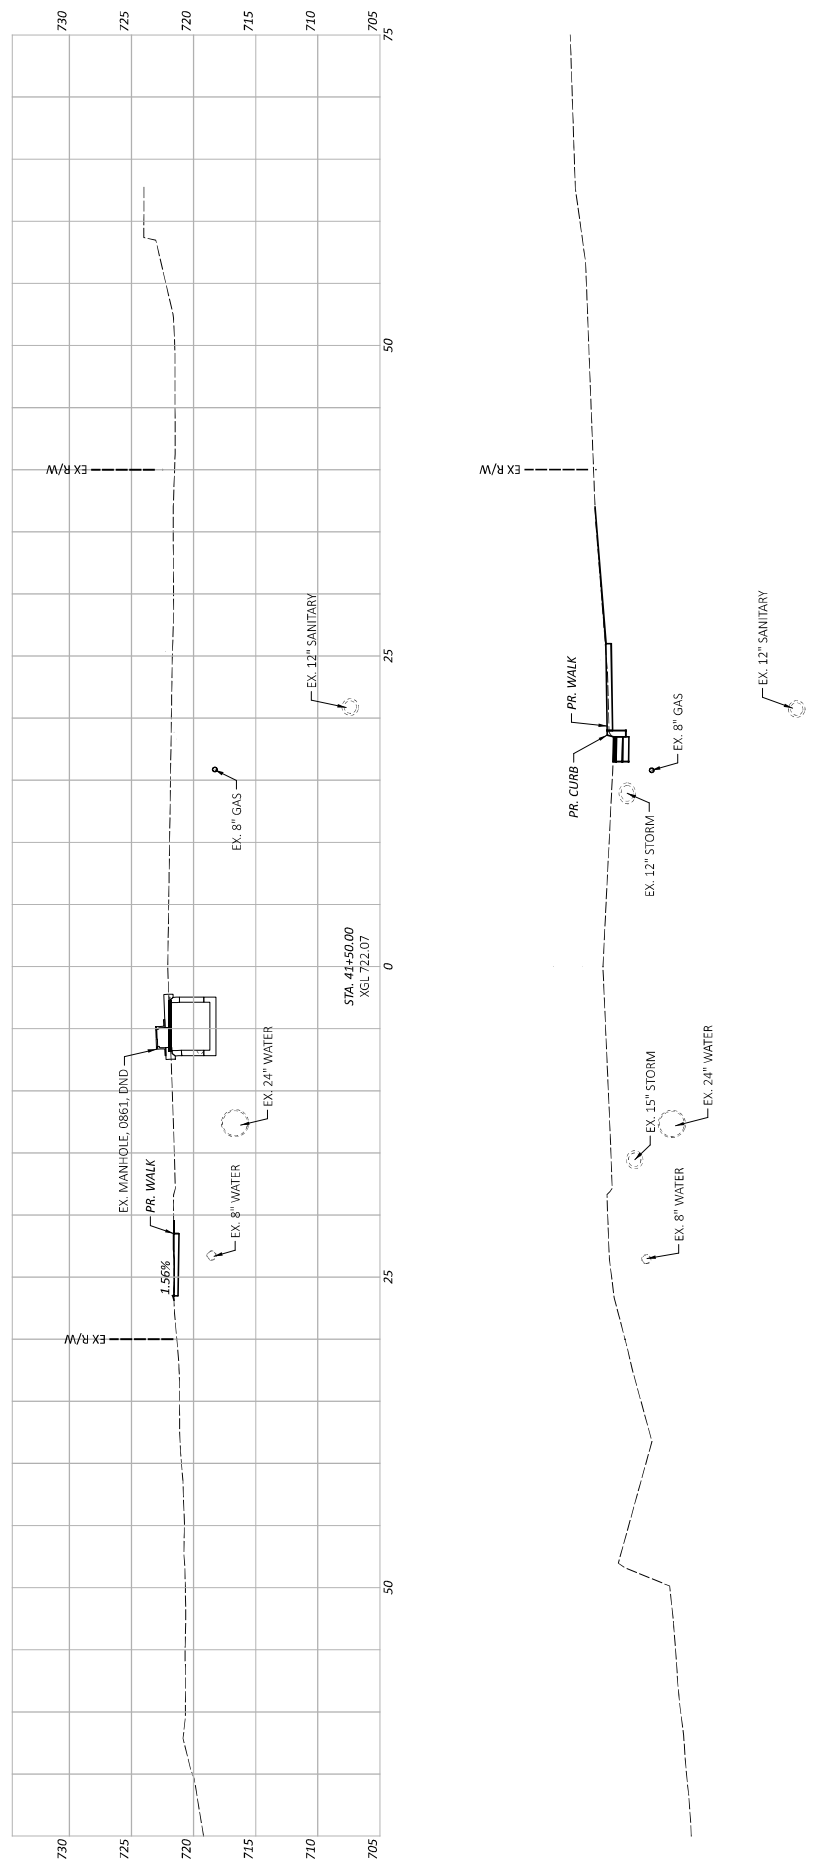 730
725
720
715
710
705
75
50
EX R/W
EX R/W
EX. 12" SANITARY
EX. 12" SANITARY
25
PR. WALK
PR. CURB
EX. 8" GAS
EX. 8" GAS
EX. 12" STORM
STA. 41+50.00
XGL 722.07
0
EX. MANHOLE, 0861, DND
EX. 24" WATER
EX. 15" STORM
EX. 24" WATER
PR. WALK
EX. 8" WATER
EX. 8" WATER
1.56%
25
EX R/W
50
730
725
720
715
710
705